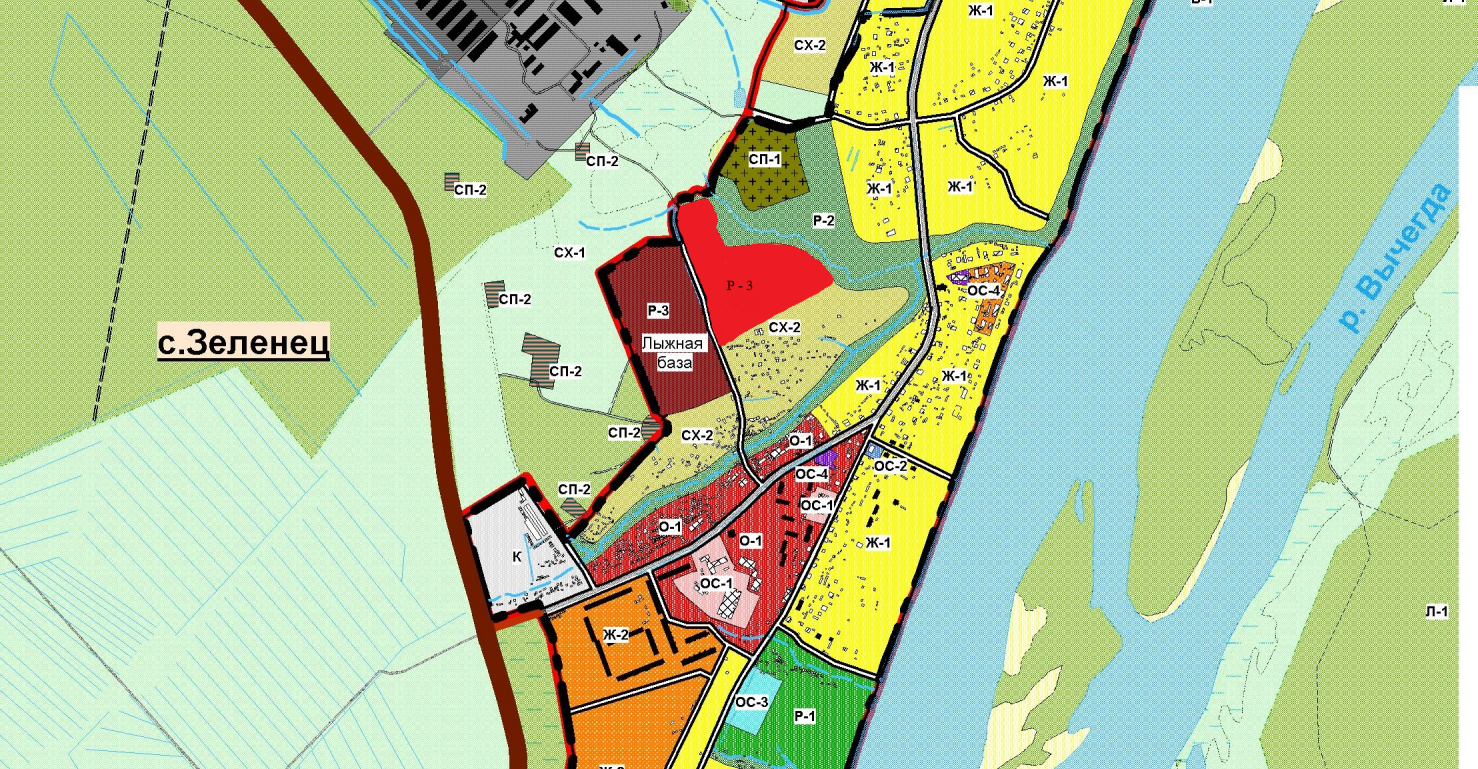 Ж-1
СХ-2
Ж-1
Ж-1
СП-1
СП-2
СП-2
Ж-1
Ж-1
Р-2
СХ-1
р. Вычегда
Р - 3
ОС-4
СП-2
Р-3
СХ-2
с.Зеленец
Лыжная
база
СП-2
Ж-1
Ж-1
СП-2
СХ-2
О-1
ОС-2
ОС-4
СП-2
ОС-1
О-1
О-1
Ж-1
К
ОС-1
Л-1
Ж-2
ОС-3
Р-1